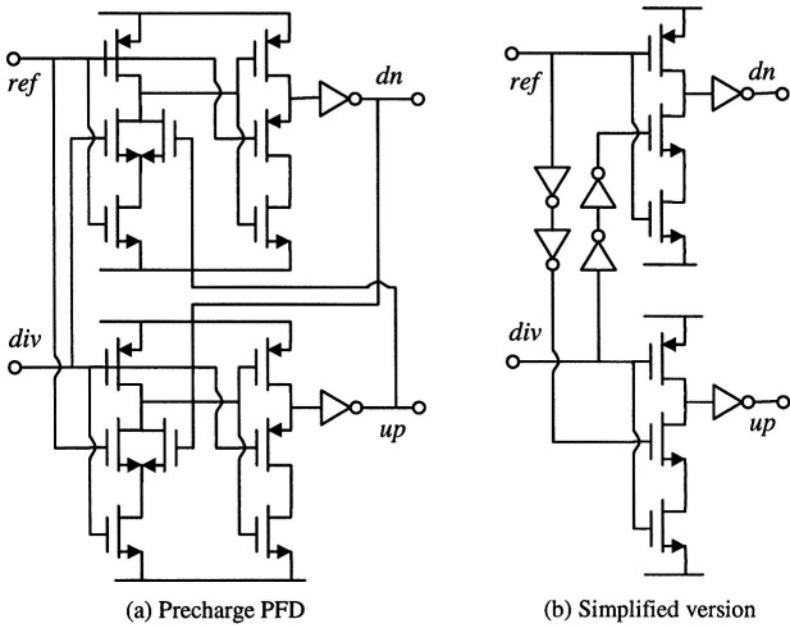 ref
dn
div
up
(a) Precharge PFD
ref
dn
div
up
(b) Simplified version